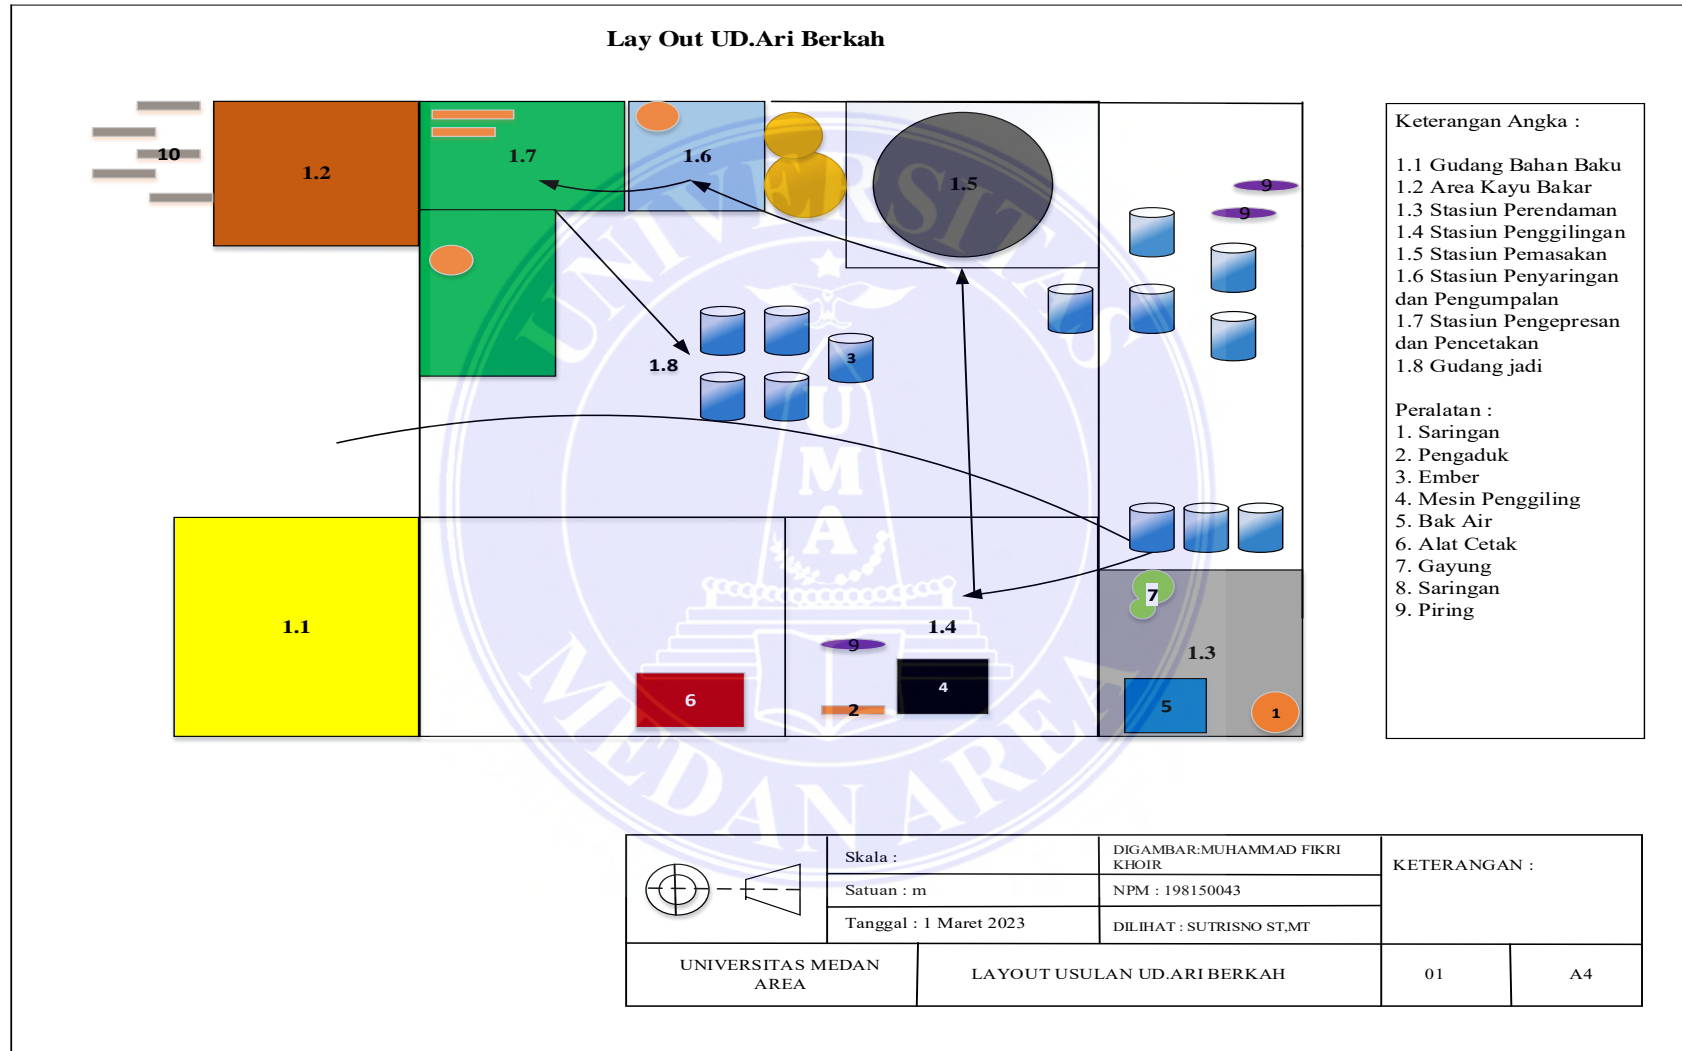 Lay Out UD.Ari Berkah
10
1.2
1.7
1.6
1.5
9
9
1.8
3
1.1
6
1.4
9
2
4
7
1.3
5
1
UNIVERSITAS
UMA
MEDAN AREA
Keterangan Angka :
1.1 Gudang Bahan Baku
1.2 Area Kayu Bakar
1.3 Stasiun Perendaman
1.4 Stasiun Penggilingan
1.5 Stasiun Pemasakan
1.6 Stasiun Penyaringan
dan Pengumpalan
1.7 Stasiun Pengepresan
dan Pencetakan
1.8 Gudang jadi
Peralatan :
1. Saringan
2. Pengaduk
3. Ember
4. Mesin Penggiling
5. Bak Air
6. Alat Cetak
7. Gayung
8. Saringan
9. Piring
Skala :
Satuan : m
Tanggal : 1 Maret 2023
DIGAMBAR:MUHAMMAD FIKRI
KHOIR
NPM : 198150043
DILIHAT : SUTRISNO ST,MT
KETERANGAN :
UNIVERSITAS MEDAN
AREA
LAYOUT USULAN UD.ARI BERKAH
01
A4